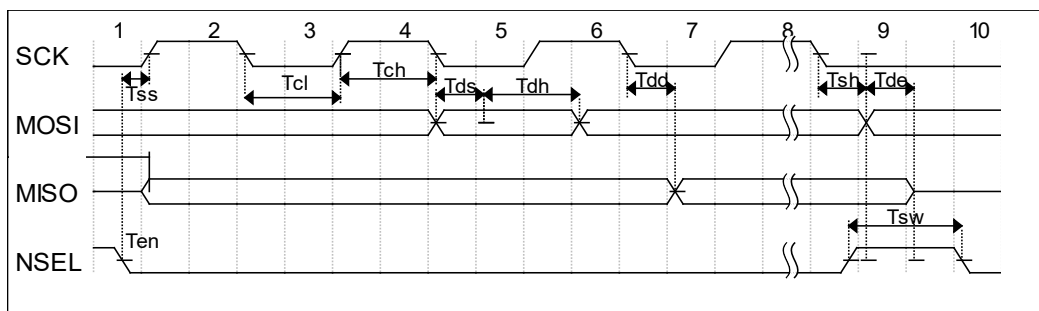 1 2 3 4 5 6 7 8 9 10
SCK
Tss Tcl Tch Tds Tdh Tdd Tsh Tde
MOSI
MISO
Tsw
Ten
NSEL